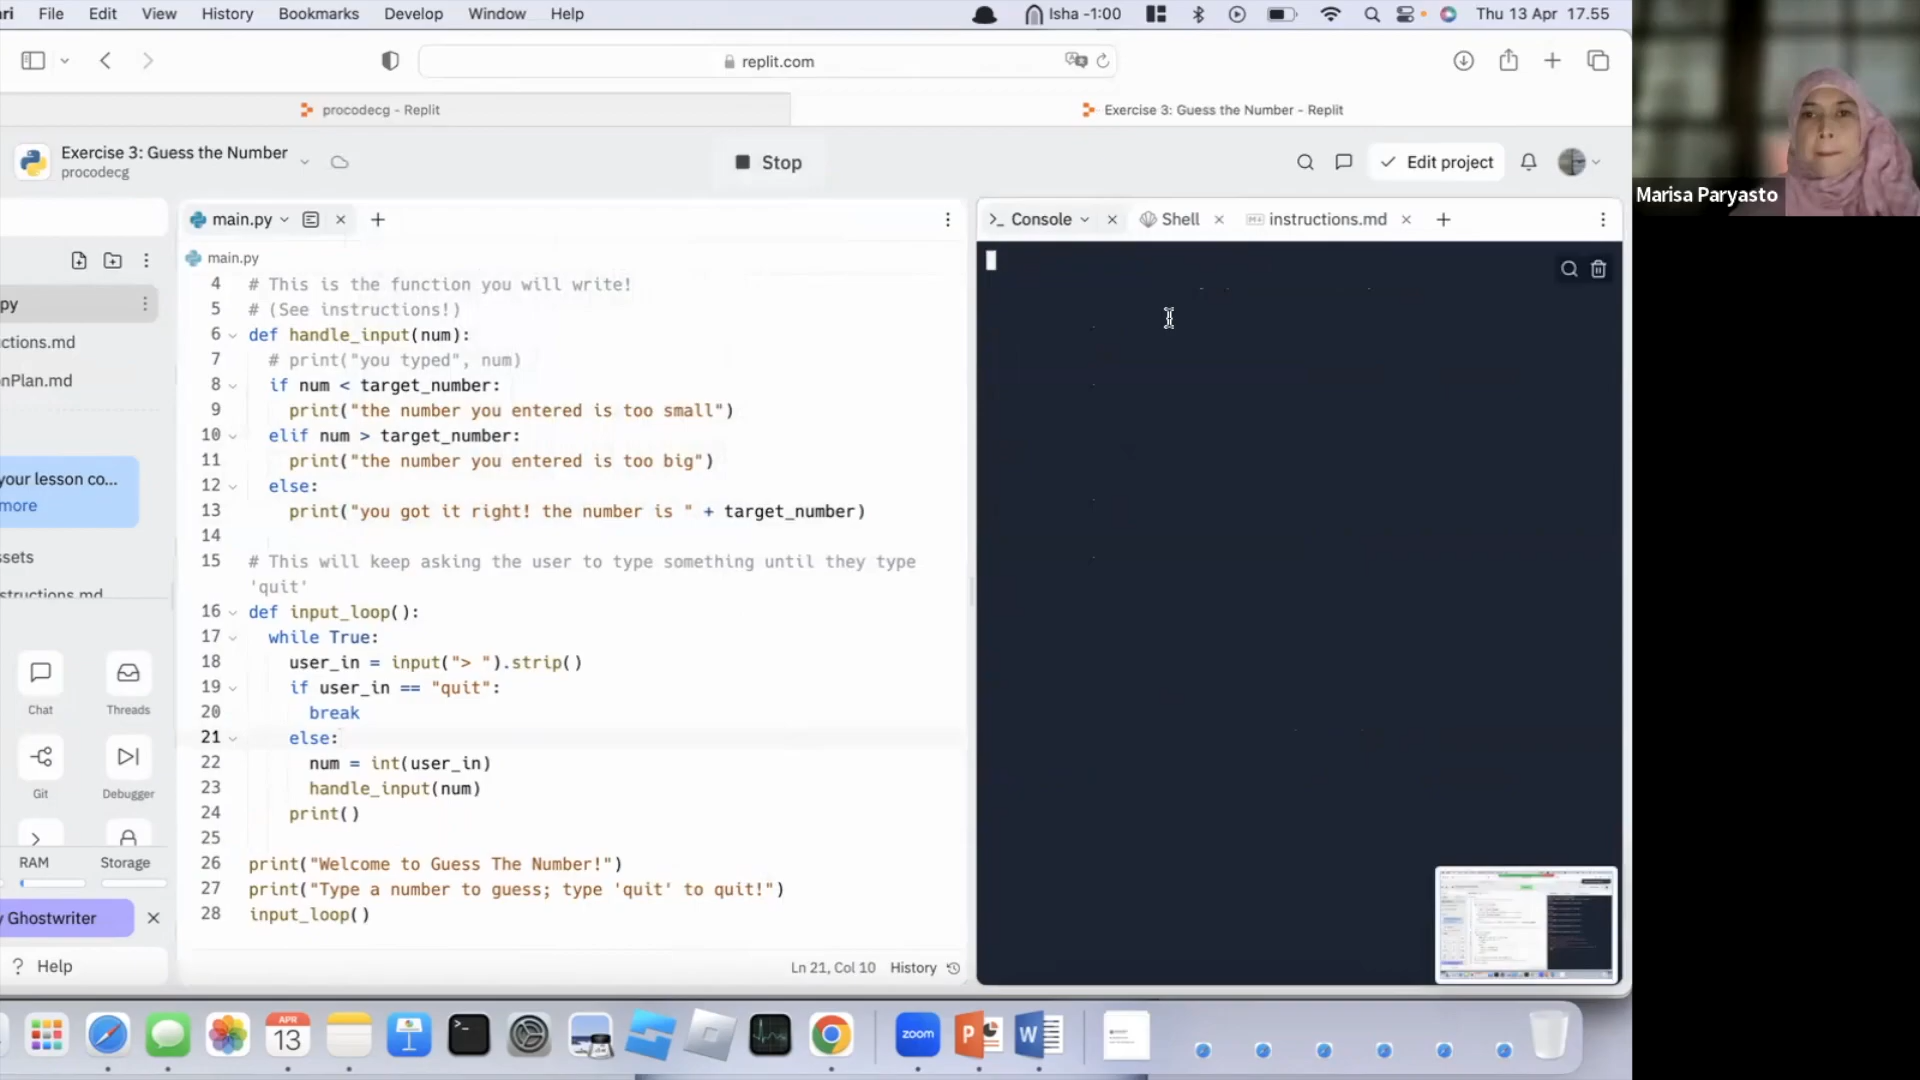 File Edit View History Bookmarks Develop Window Help
Isha -1:00
Thu 13 Apr 17.55
replit.com
procodecg - Replit
Exercise 3: Guess the Number - Replit
Exercise 3: Guess the Number
procodecg
Stop
Edit project
Marisa Paryasto
main.py
Console
Shell
instructions.md
main.py
4 # This is the function you will write!
5 # (See instructions!)
6 def handle_input(num):
7 # print("you typed", num)
8 if num < target_number:
9 print("the number you entered is too small")
10 elif num > target_number:
11 print("the number you entered is too big")
12 else:
13 print("you got it right! the number is " + target_number)
14
15 # This will keep asking the user to type something until they type
'quit'
16 def input_loop():
17 while True:
18 user_in = input("> ").strip()
19 if user_in == "quit":
20 break
21 else:
22 num = int(user_in)
23 handle_input(num)
24 print()
25
26 print("Welcome to Guess The Number!")
27 print("Type a number to guess; type 'quit' to quit!")
28 input_loop()
Ln 21, Col 10 History
py
ctions.md
nPlan.md
your lesson co...
more
ssets
structions.md
Chat
Threads
Git
Debugger
RAM
Storage
y Ghostwriter
? Help
APR
13
zoom
P
W